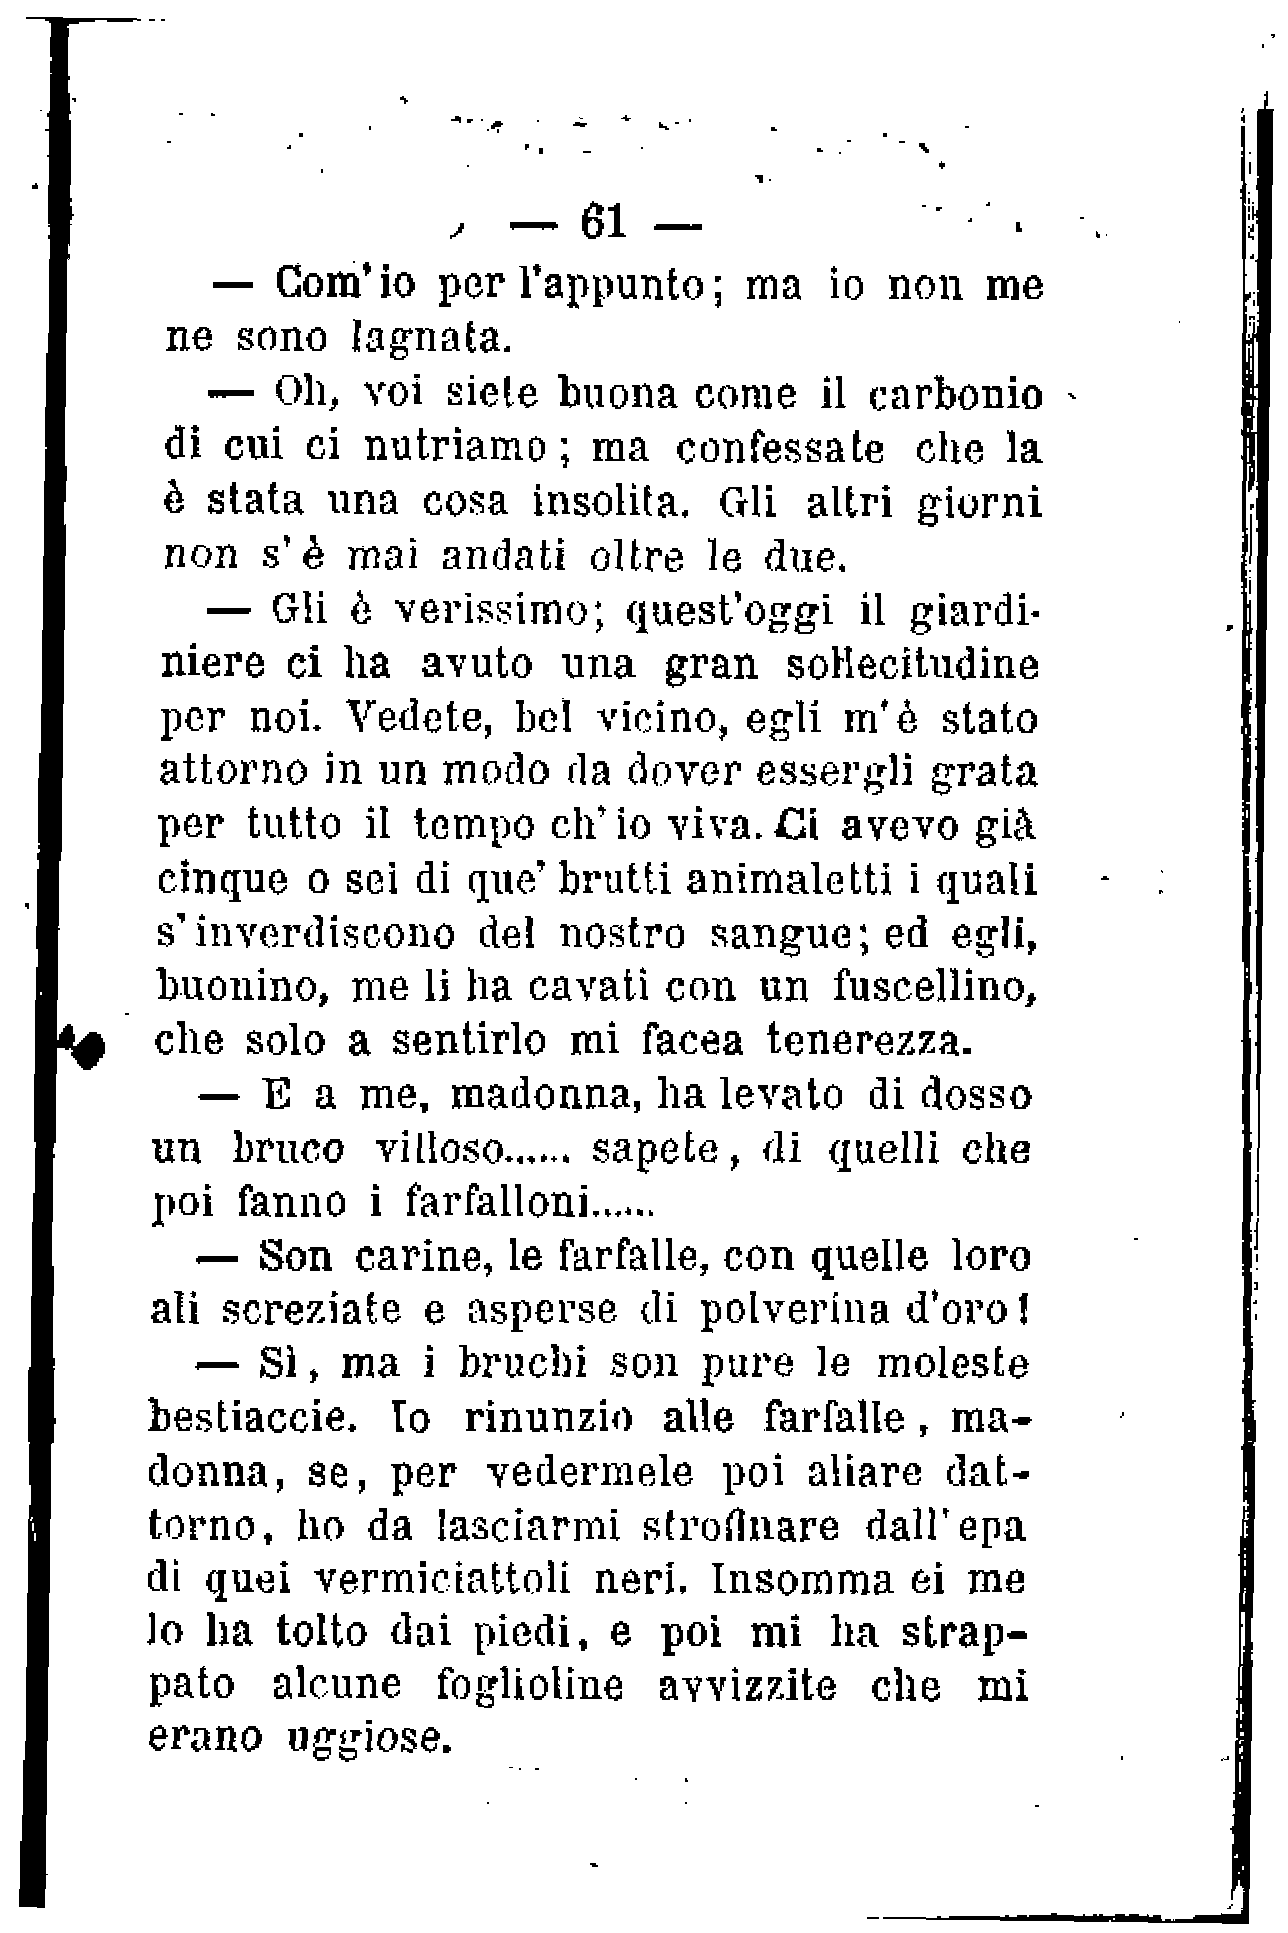 — 61 —
— Com' io per l'appunto; ma io non me
ne sono lagnata.
— Oh, voi siete buona come il carbonio
di cui ci nutriamo; ma confessate che la
è stata una cosa insolita. Gli altri giorni
non s'è mai andati oltre le due.
— Gli è verissimo; quest'oggi il giardi-
niere ci ha avuto una gran sollecitudine
per noi. Vedete, bel vicino, egli m'è stato
attorno in un modo da dover essergli grata
per tutto il tempo ch'io viva. Ci avevo già
cinque o sei di que' brutti animaletti i quali
s'inverdiscono del nostro sangue; ed egli,
buonino, me li ha cavati con un fuscellino,
che solo a sentirlo mi facea tenerezza.
— E a me, madonna, ha levato di dosso
un bruco villoso...... sapete, di quelli che
poi fanno i farfalloni......
— Son carine, le farfalle, con quelle loro
ali screziate e asperse di polverina d'oro!
— Sì, ma i bruchi son pure le moleste
bestiaccie. Io rinunzio alle farfalle, ma-
donna, se, per vedermele poi aliare dat-
torno, ho da lasciarmi strofinare dall'epa
di quei vermiciattoli neri. Insomma ei me
lo ha tolto dai piedi, e poi mi ha strap-
pato alcune foglioline avvizzite che mi
erano uggiose.